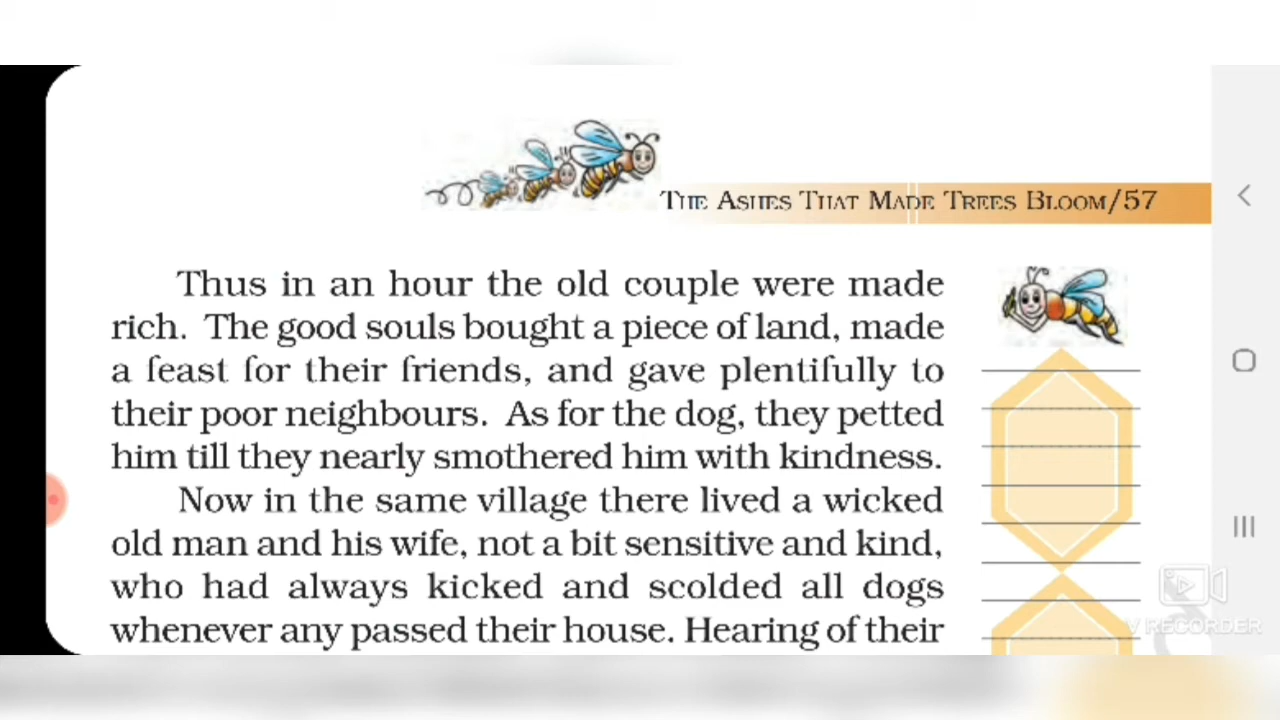 THE ASHES THAT MADE TREES BLOOM/57
Thus in an hour the old couple were made
rich. The good souls bought a piece of land, made
a feast for their friends, and gave plentifully to
their poor neighbours. As for the dog, they petted
him till they nearly smothered him with kindness.
Now in the same village there lived a wicked
old man and his wife, not a bit sensitive and kind,
who had always kicked and scolded all dogs
whenever any passed their house. Hearing of their
V RECORDER